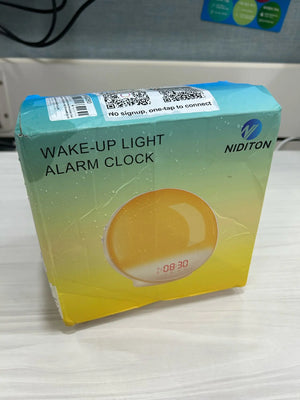 No signup, one-tap to connect
WAKE-UP LIGHT
ALARM CLOCK
NIDITON
08:30